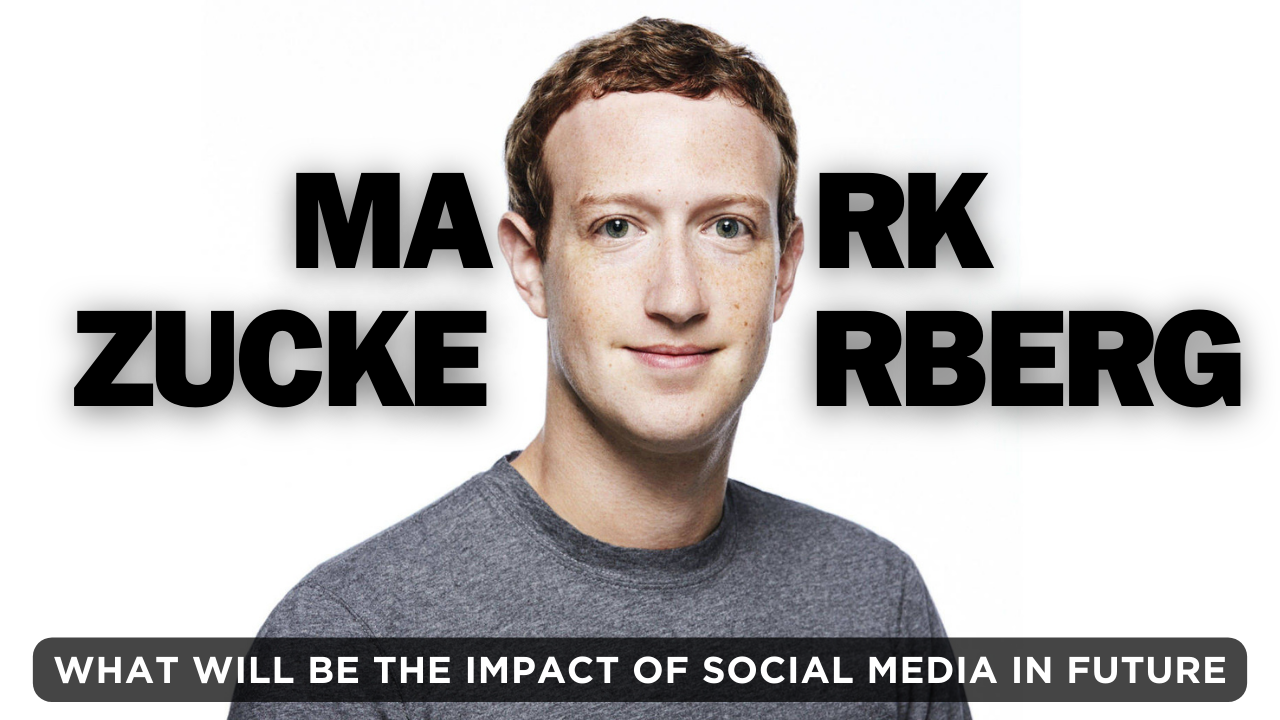 MA RK
ZUCKE RBERG
WHAT WILL BE THE IMPACT OF SOCIAL MEDIA IN FUTURE